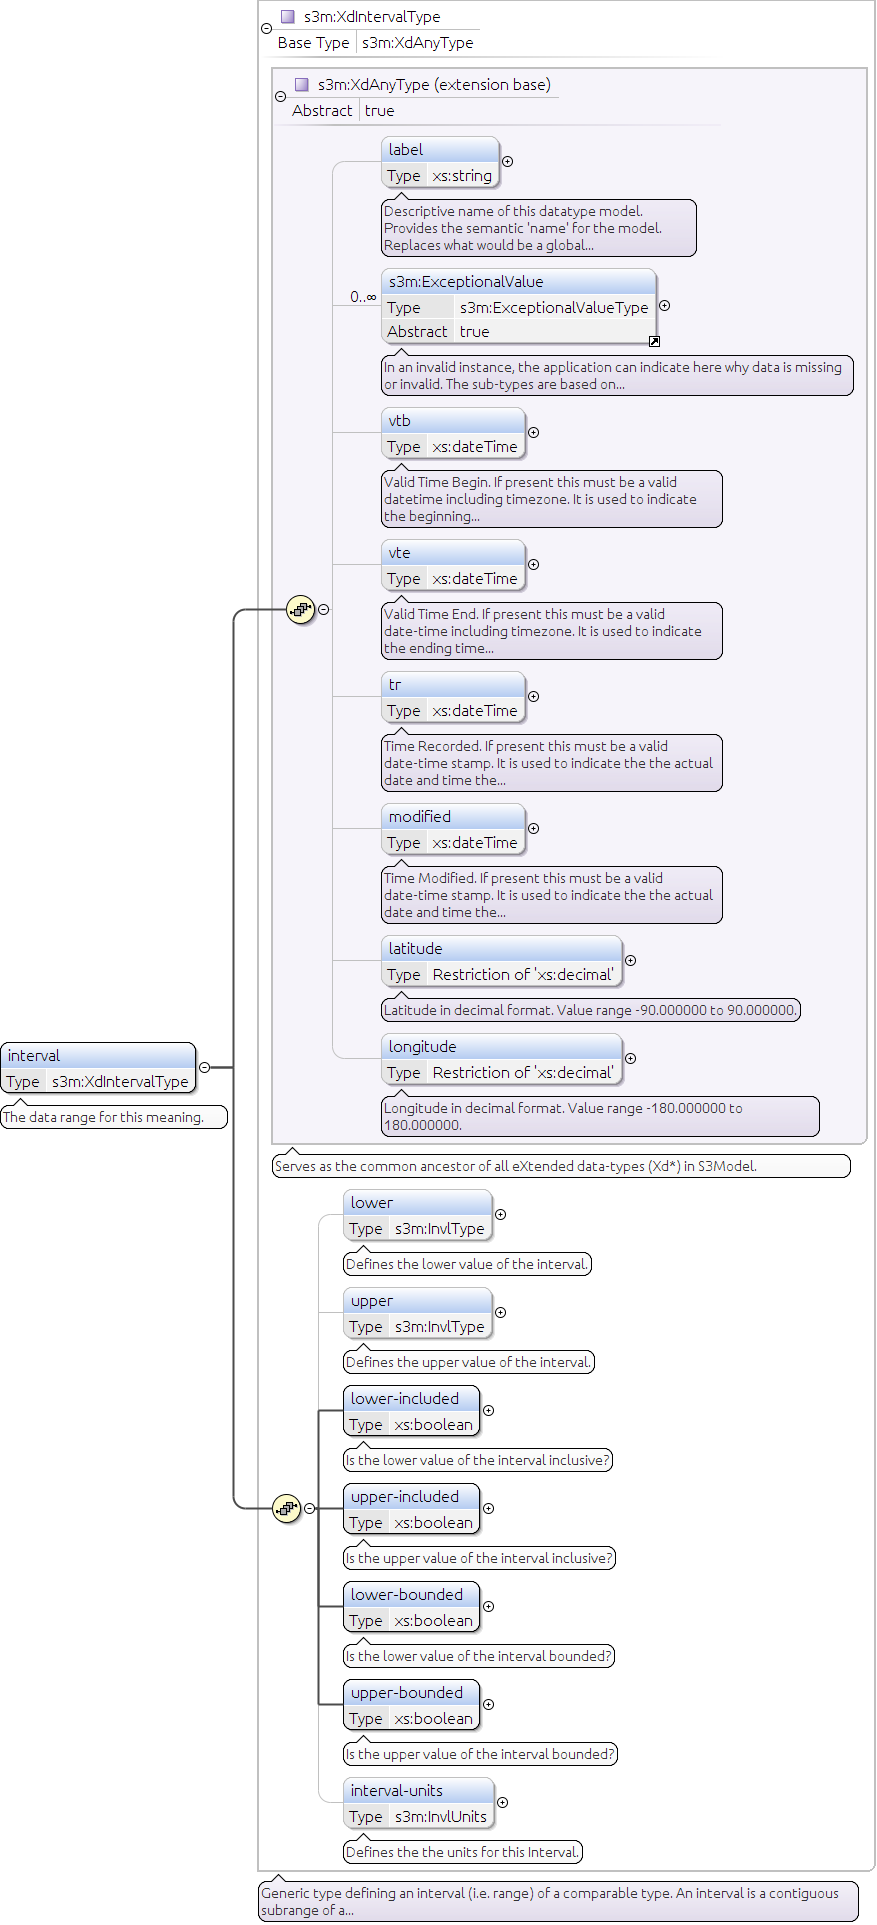 s3m:XdIntervalType
Base Type s3m:XdAnyType
s3m:XdAnyType (extension base)
Abstract true
label
Type xs:string
Descriptive name of this datatype model.
Provides the semantic 'name' for the model.
Replaces what would be a global...
s3m:ExceptionalValue
0..∞
Type s3m:ExceptionalValueType
Abstract true
In an invalid instance, the application can indicate here why data is missing
or invalid. The sub-types are based on...
vtb
Type xs:dateTime
Valid Time Begin. If present this must be a valid
datetime including timezone. It is used to indicate
the beginning...
vte
Type xs:dateTime
Valid Time End. If present this must be a valid
date-time including timezone. It is used to indicate
the ending time...
tr
Type xs:dateTime
Time Recorded. If present this must be a valid
date-time stamp. It is used to indicate the the actual
date and time the...
modified
Type xs:dateTime
Time Modified. If present this must be a valid
date-time stamp. It is used to indicate the the actual
date and time the...
latitude
Type Restriction of 'xs:decimal'
Latitude in decimal format. Value range -90.000000 to 90.000000.
longitude
Type Restriction of 'xs:decimal'
Longitude in decimal format. Value range -180.000000 to
180.000000.
interval
Type s3m:XdIntervalType
The data range for this meaning.
Serves as the common ancestor of all eXtended data-types (Xd*) in S3Model.
lower
Type s3m:InvlType
Defines the lower value of the interval.
upper
Type s3m:InvlType
Defines the upper value of the interval.
lower-included
Type xs:boolean
Is the lower value of the interval inclusive?
upper-included
Type xs:boolean
Is the upper value of the interval inclusive?
lower-bounded
Type xs:boolean
Is the lower value of the interval bounded?
upper-bounded
Type xs:boolean
Is the upper value of the interval bounded?
interval-units
Type s3m:InvlUnits
Defines the the units for this Interval.
Generic type defining an interval (i.e. range) of a comparable type. An interval is a contiguous
subrange of a...